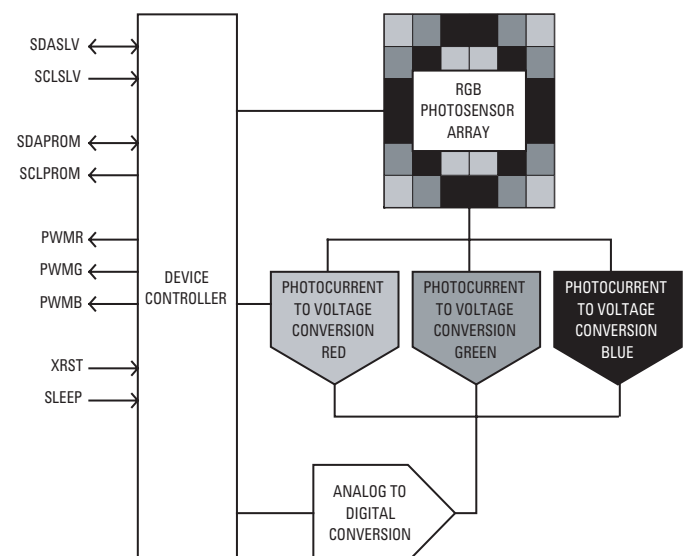 SDASLV
SCLSLV
SDAPROM
SCLPROM
PWMR
PWMG
PWMB
XRST
SLEEP
DEVICE
CONTROLLER
RGB
PHOTOSENSOR
ARRAY
PHOTOCURRENT
TO VOLTAGE
CONVERSION
RED
PHOTOCURRENT
TO VOLTAGE
CONVERSION
GREEN
PHOTOCURRENT
TO VOLTAGE
CONVERSION
BLUE
ANALOG TO
DIGITAL
CONVERSION